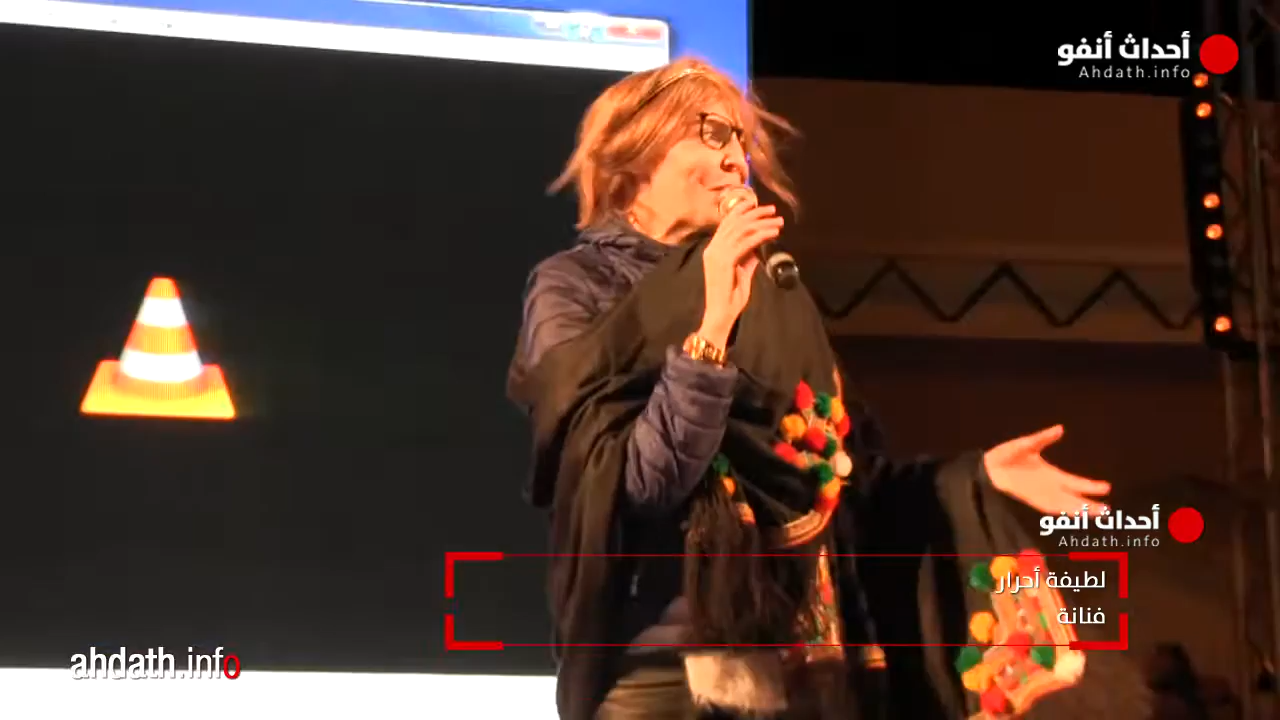 أحداث أنفو
Ahdath.info
أحداث أنفو
Ahdath.info
لطيفة أحرار
فنانة
ahdath.info